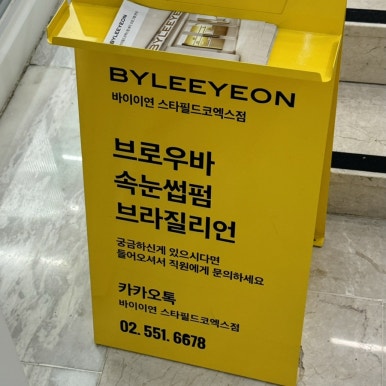 BYLEEYEON
BYLEEYEON
바이이연 스타필드코엑스점
브로우바
속눈썹펌
브라질리언
궁금하신게 있으시다면
들어오셔서 직원에게 문의하세요
카카오톡
바이이연 스타필드코엑스점
02. 551. 6678